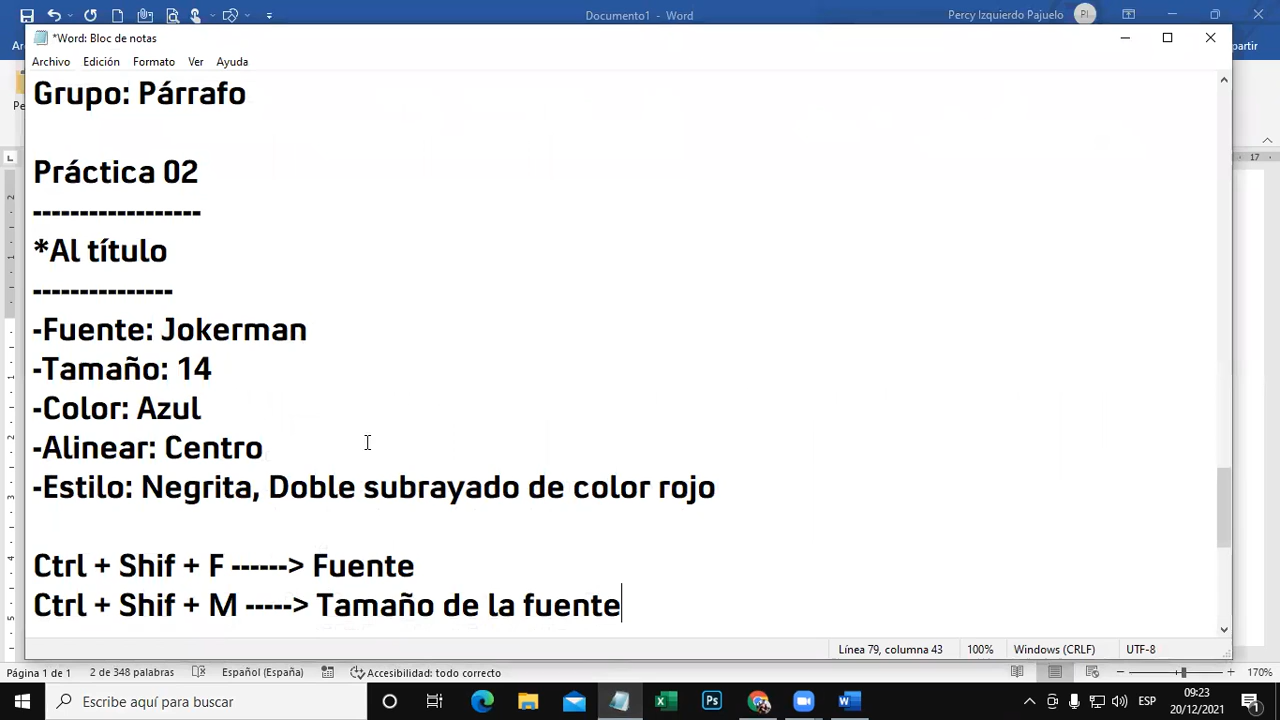 Documento1 - Word
Percy Izquierdo Pajuelo
PI
*Word: Bloc de notas
Archivo Edición Formato Ver Ayuda
Grupo: Párrafo
Práctica 02
------------------
*Al título
---------------
-Fuente: Jokerman
-Tamaño: 14
-Color: Azul
-Alinear: Centro
-Estilo: Negrita, Doble subrayado de color rojo
Ctrl + Shif + F ------> Fuente
Ctrl + Shif + M -----> Tamaño de la fuente
Línea 79, columna 43 100% Windows (CRLF) UTF-8
Página 1 de 1 2 de 348 palabras Español (España) Accesibilidad: todo correcto 170%
Escribe aquí para buscar
ESP
09:23
20/12/2021